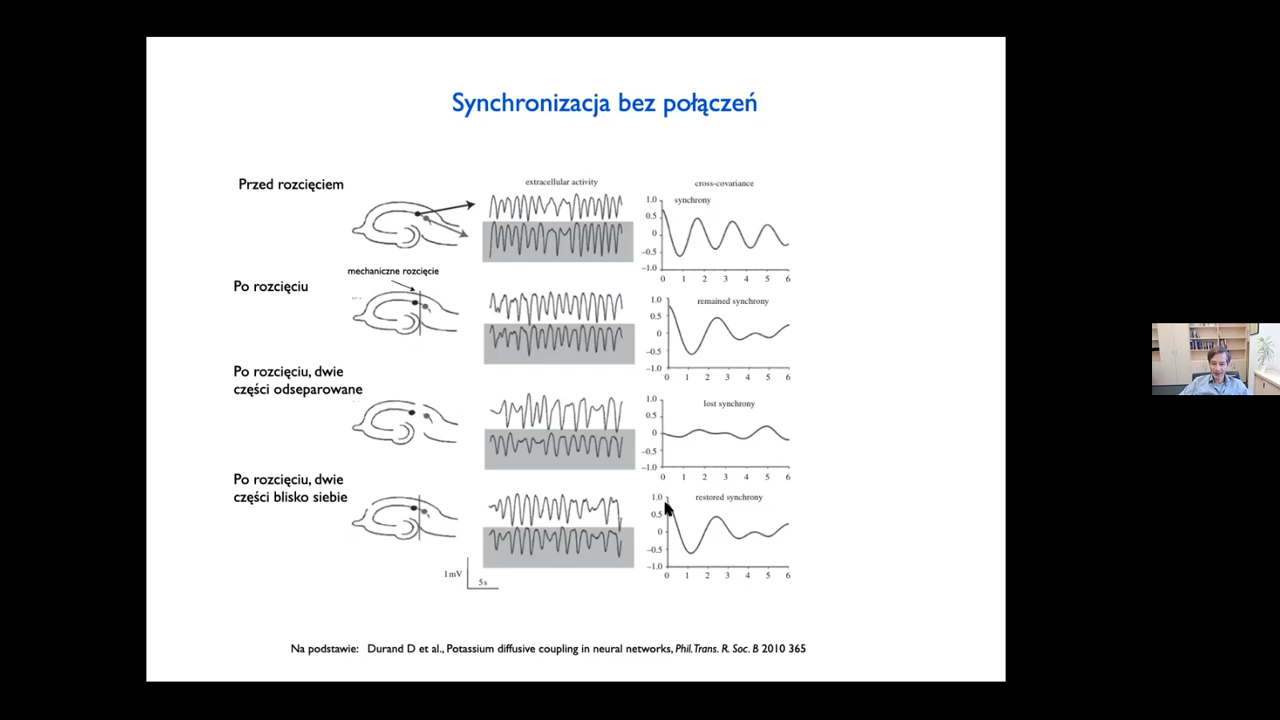 Synchronizacja bez połączeń
Przed rozcięciem
extracellular activity
cross-covariance
1.0
synchrony
0.5
0
–0.5
–1.0
0 1 2 3 4 5 6
mechaniczne rozcięcie
Po rozcięciu
1.0
remained synchrony
0.5
0
–0.5
–1.0
0 1 2 3 4 5 6
Po rozcięciu, dwie
części odseparowane
1.0
lost synchrony
0.5
0
–0.5
–1.0
0 1 2 3 4 5 6
Po rozcięciu, dwie
części blisko siebie
1.0
restored synchrony
0.5
0
–0.5
–1.0
0 1 2 3 4 5 6
1 mV
5 s
Na podstawie: Durand D et al., Potassium diffusive coupling in neural networks, Phil. Trans. R. Soc. B 2010 365